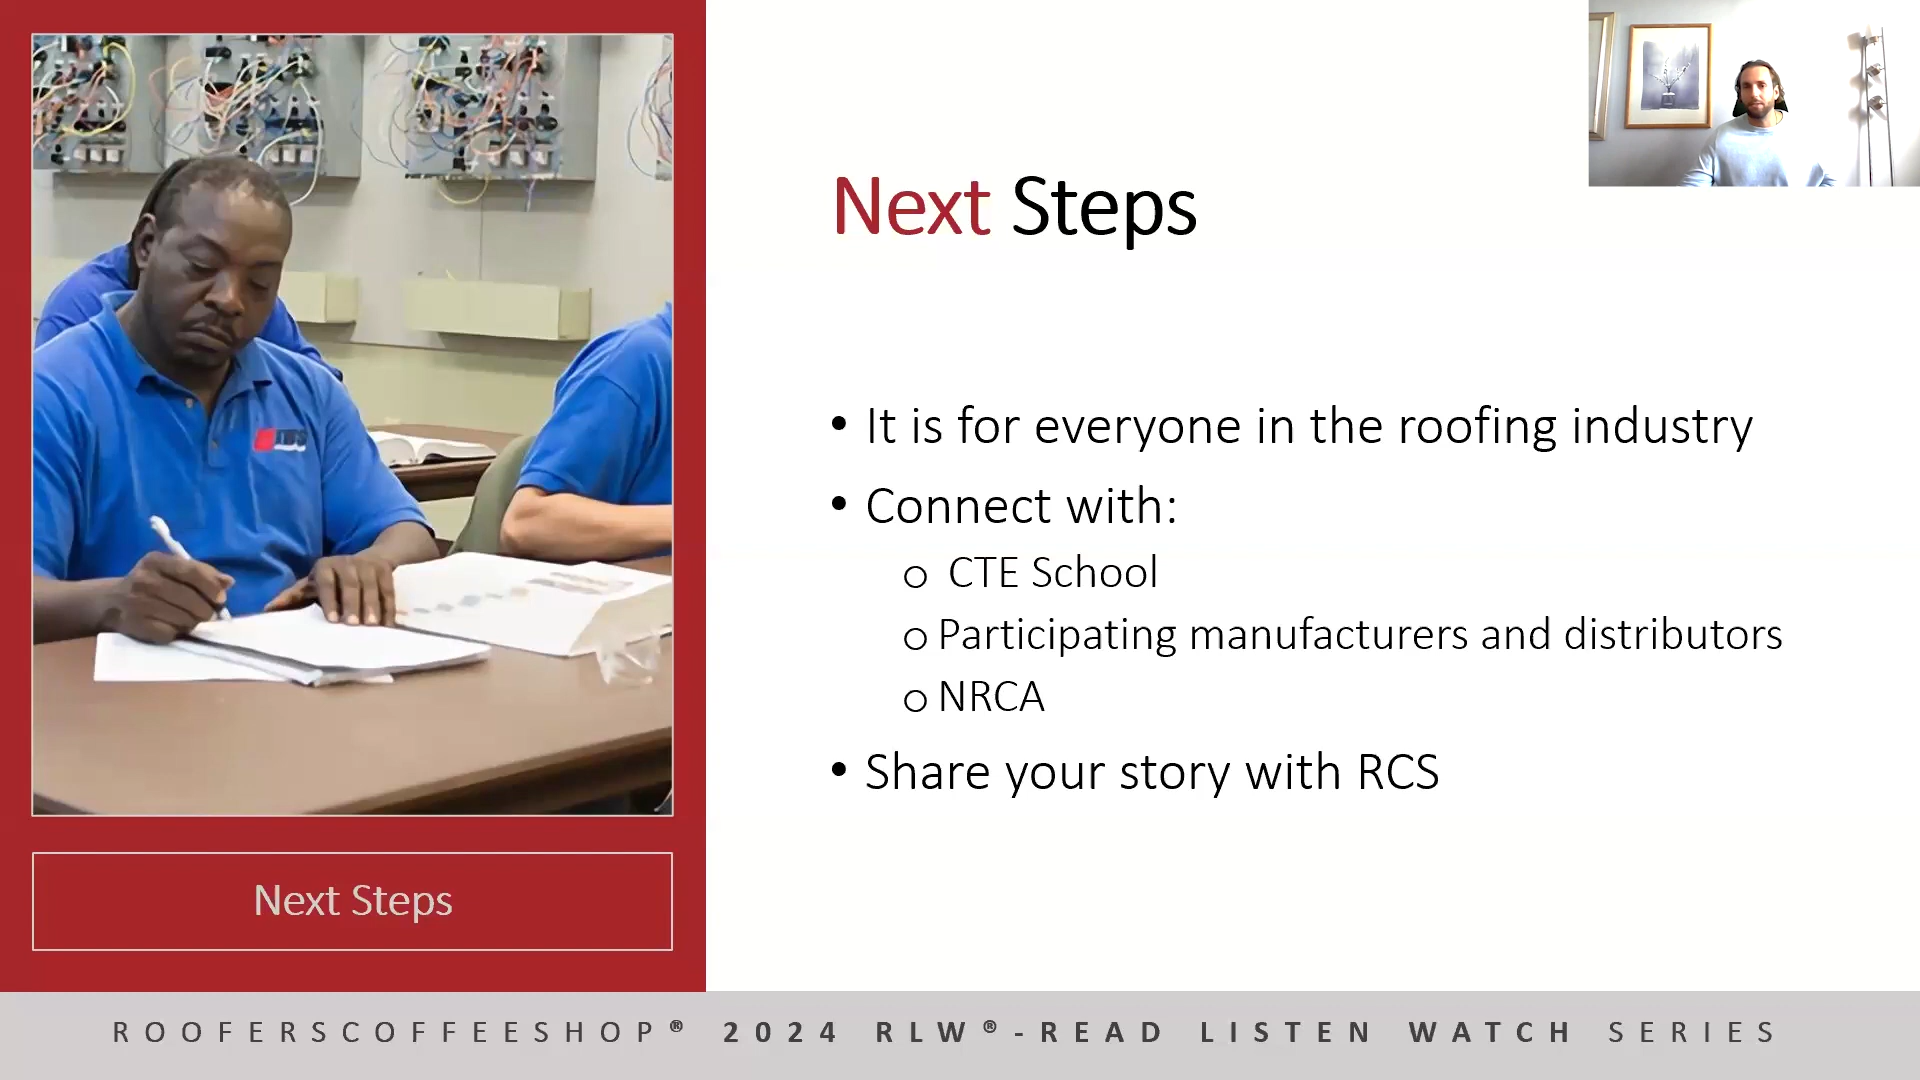 Next Steps
• It is for everyone in the roofing industry
• Connect with:
o CTE School
o Participating manufacturers and distributors
o NRCA
• Share your story with RCS
Next Steps
ROOFERSCOFFEESHOP® 2024 RLW®-READ LISTEN WATCH SERIES